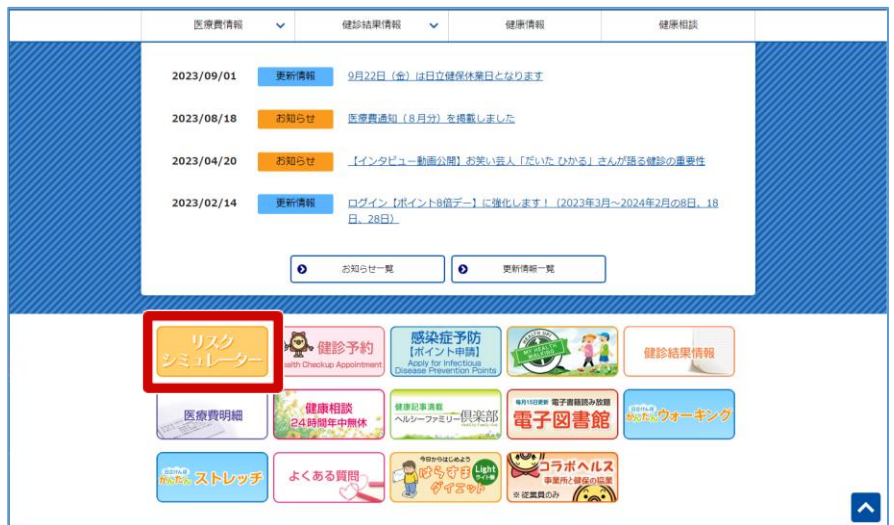 医療費情報
健診結果情報
健康情報
健康相談
2023/09/01 更新情報 9月22日（金）は日立健保休業日となります
2023/08/18 お知らせ 医療費通知（８月分）を掲載しました
2023/04/20 お知らせ 【インタビュー動画公開】お笑い芸人「だいた ひかる」さんが語る健診の重要性
2023/02/14 更新情報 ログイン【ポイント8倍デー】に強化します！（2023年3月～2024年2月の8日、18
日、28日）
お知らせ一覧
更新情報一覧
リスク
シミュレーター
健診予約
ealth Checkup Appointment
感染症予防
【ポイント申請】
Apply for Infectious
Disease Prevention Points
MY HEALTH
WALKING
健診結果情報
医療費明細
健康相談
24時間年中無休
健康記事満載
ヘルシーファミリー倶楽部
毎月15日更新 電子書籍読み放題
電子図書館
かんたん ウォーキング
かんたん ストレッチ
よくある質問
今日からはじめよう
はらすま Light
ライト版
ダイエット
コラボヘルス
事業所と健保の協業
※従業員のみ